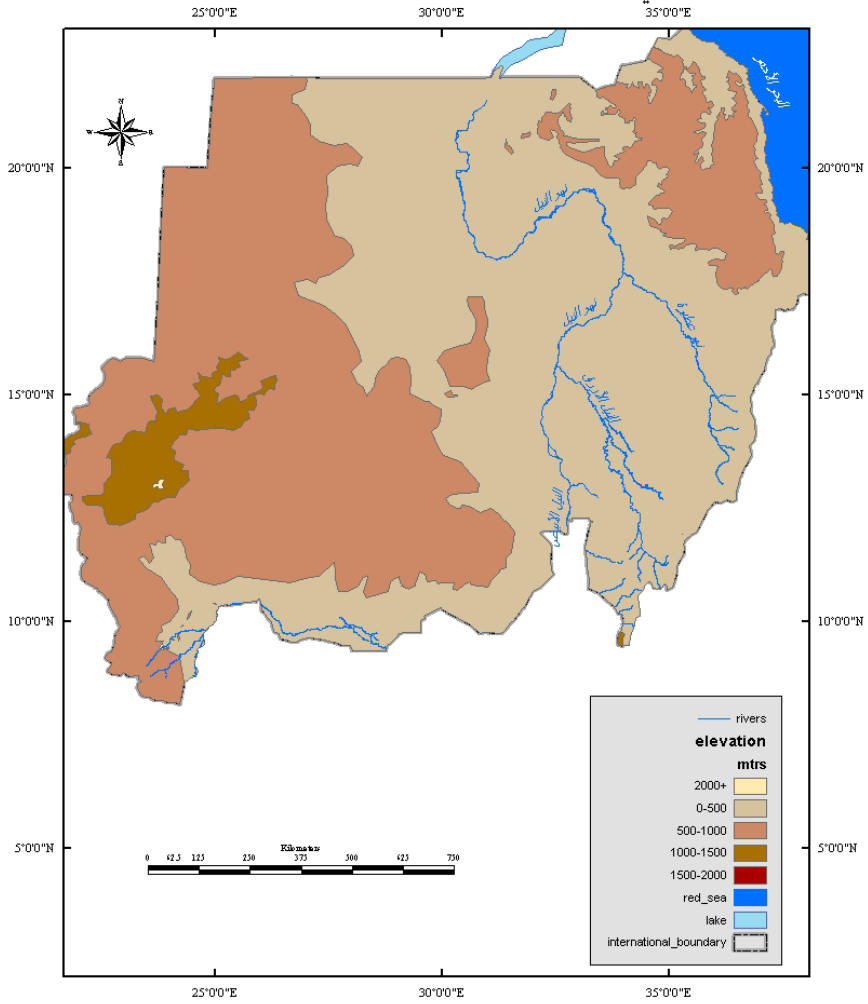 25°0'0"E 30°0'0"E 35°0'0"E
البحر الأحمر
N
W E
S
20°0'0"N 20°0'0"N
نهر النيل
نهر النيل
نهر عطبرة
15°0'0"N 15°0'0"N
النيل الأزرق
النيل الأبيض
10°0'0"N 10°0'0"N
rivers
elevation
mtrs
2000+
0-500
500-1000
1000-1500
1500-2000
red_sea
lake
international_boundary
5°0'0"N 5°0'0"N
Kilometers
0 62.5 125 250 375 500 625 750
25°0'0"E 30°0'0"E 35°0'0"E